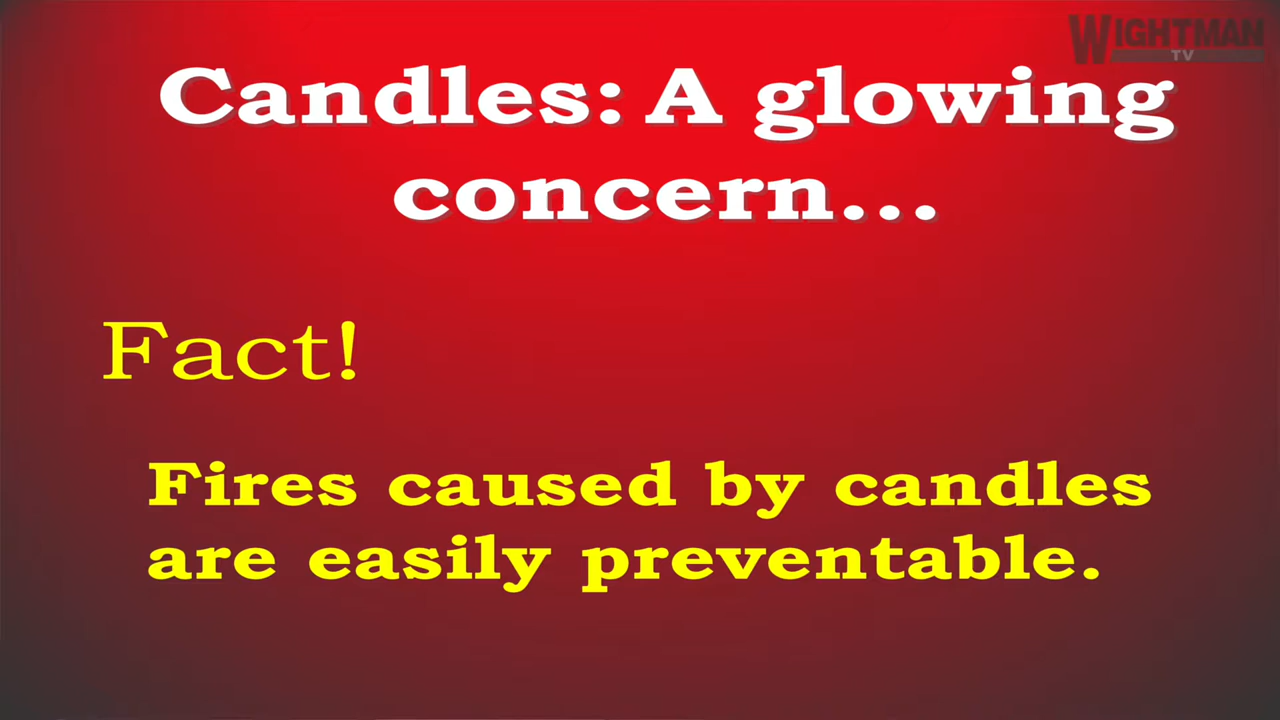 WIGHTMAN
TV
Candles: A glowing
concern...
Fact!
Fires caused by candles
are easily preventable.